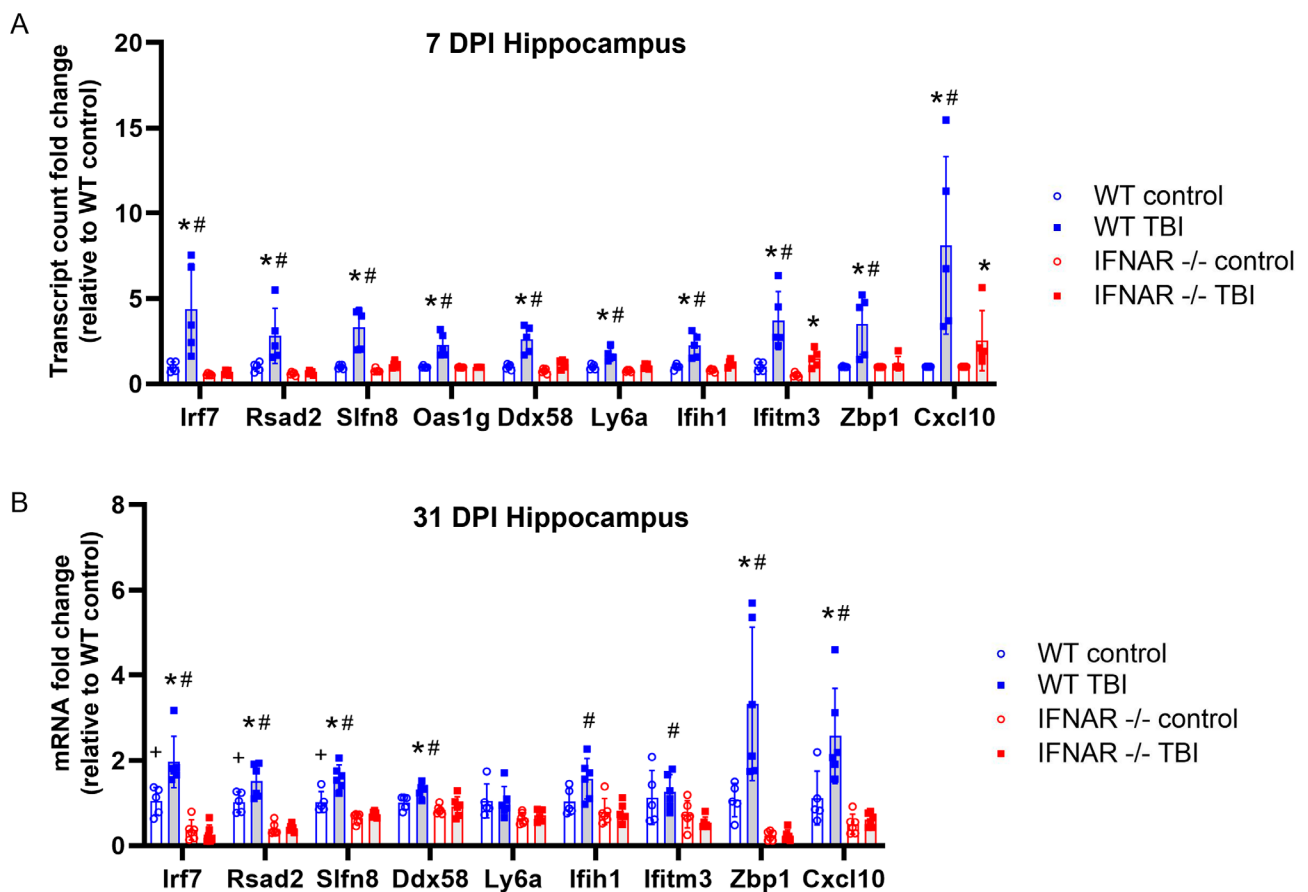 A
7 DPI Hippocampus
Transcript count fold change
(relative to WT control)
20
15
10
5
0
*# *# *# *# *# *# *# *# * *# *# *
Irf7 Rsad2 Slfn8 Oas1g Ddx58 Ly6a Ifih1 Ifitm3 Zbp1 Cxcl10
WT control
WT TBI
IFNAR -/- control
IFNAR -/- TBI
B
31 DPI Hippocampus
mRNA fold change
(relative to WT control)
8
6
4
2
0
+ *# + *# + *# *# # # *# *#
Irf7 Rsad2 Slfn8 Ddx58 Ly6a Ifih1 Ifitm3 Zbp1 Cxcl10
WT control
WT TBI
IFNAR -/- control
IFNAR -/- TBI